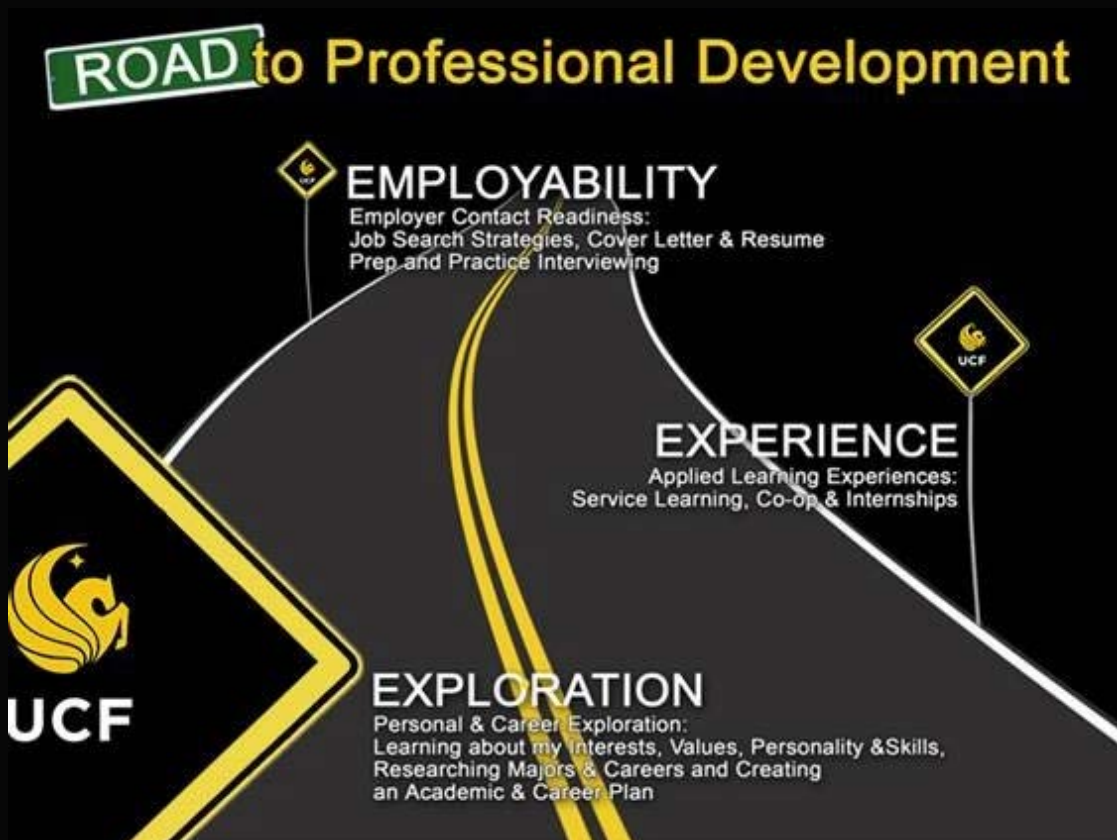 ROAD to Professional Development
UCF
EMPLOYABILITY
Employer Contact Readiness:
Job Search Strategies, Cover Letter & Resume
Prep and Practice Interviewing
UCF
EXPERIENCE
Applied Learning Experiences:
Service Learning, Co-op & Internships
UCF
EXPLORATION
Personal & Career Exploration:
Learning about my Interests, Values, Personality &Skills,
Researching Majors & Careers and Creating
an Academic & Career Plan